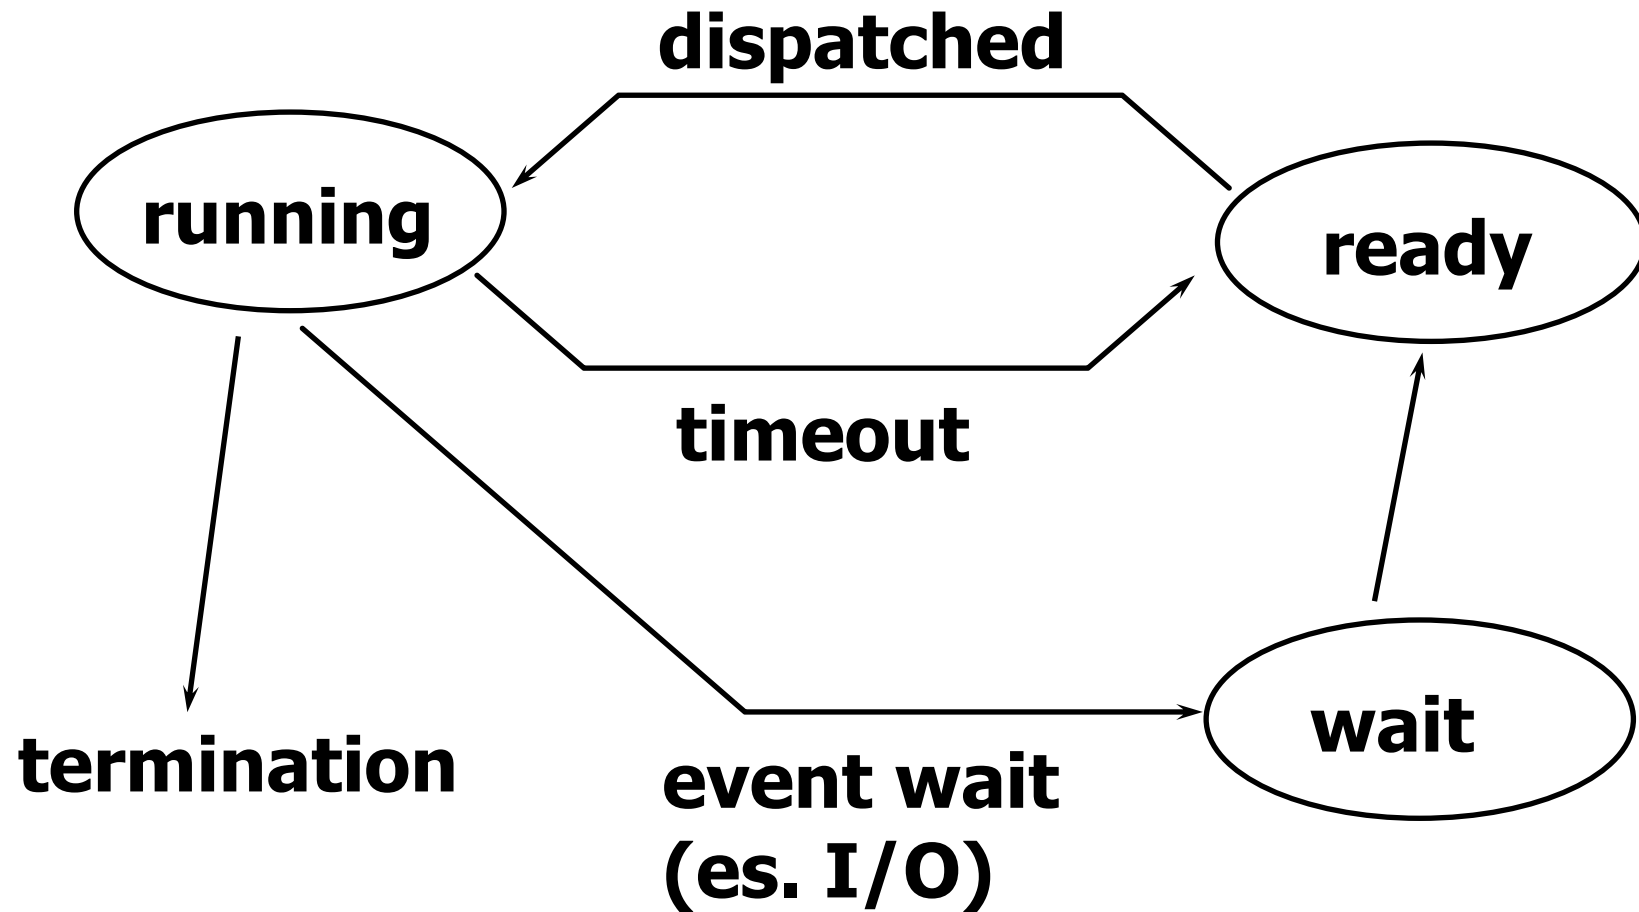 dispatched
running
ready
timeout
wait
termination
event wait
(es. I/O)